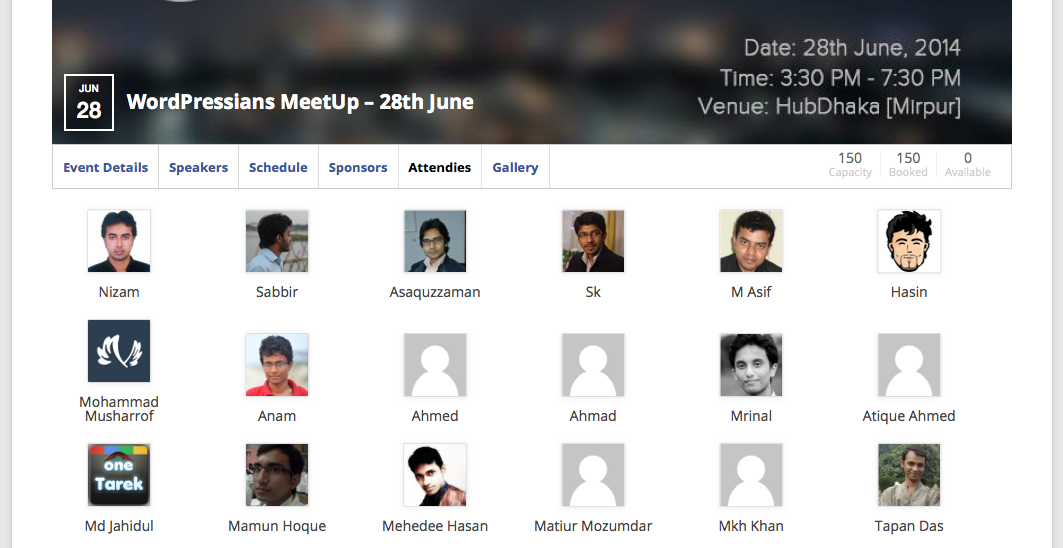 Date: 28th June, 2014
Time: 3:30 PM - 7:30 PM
Venue: HubDhaka [Mirpur]
JUN
28
WordPressians MeetUp – 28th June
Event Details Speakers Schedule Sponsors Attendies Gallery
150 150 0
Capacity Booked Available
Nizam Sabbir Asaquzzaman Sk M Asif Hasin
Mohammad
Musharrof Anam Ahmed Ahmad Mrinal Atique Ahmed
one
Tarek
Md Jahidul Mamun Hoque Mehedee Hasan Matiur Mozumdar Mkh Khan Tapan Das